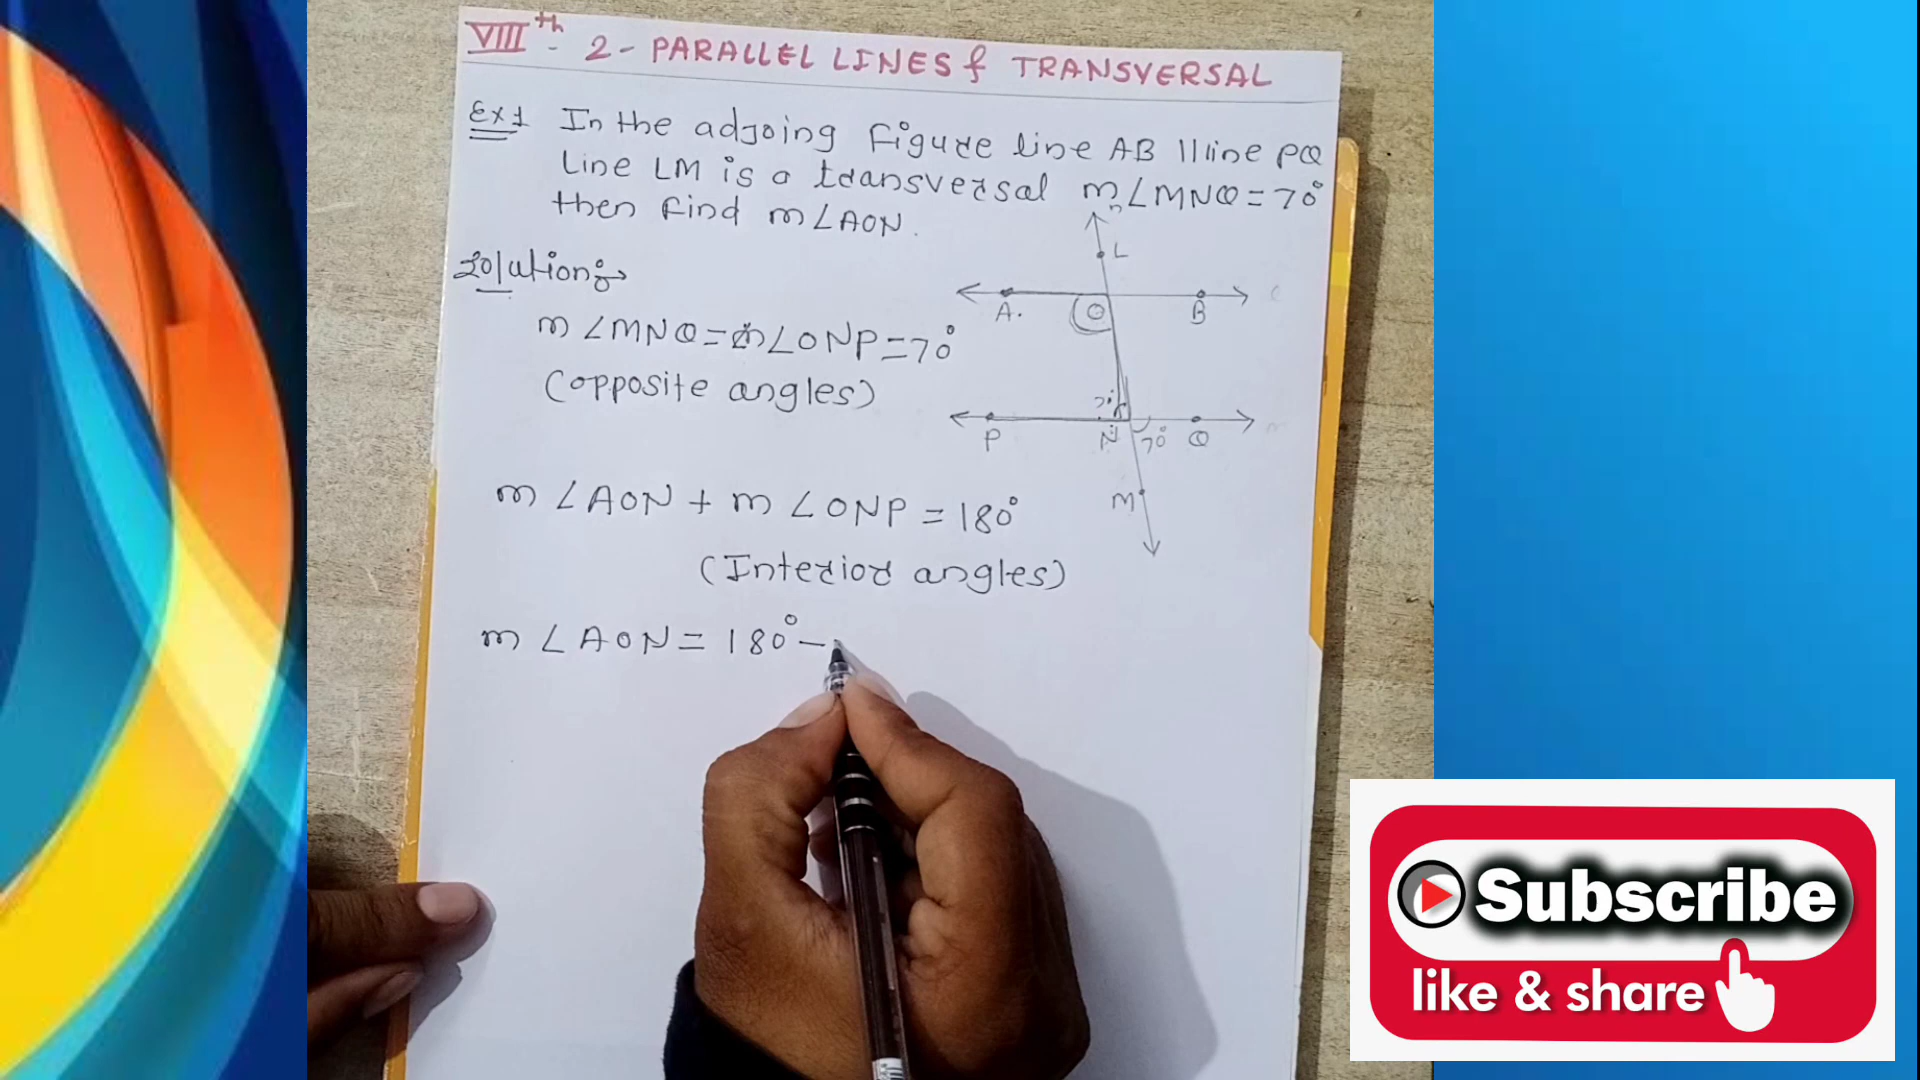 VIIIth - 2 - PARALLEL LINES & TRANSVERSAL
Ex 1 In the adjoing Figure line AB || line PQ
Line LM is a transversal m∠MNQ = 70°
then find m∠AON.
Solution:→
m∠MNQ = m∠ONP = 70°
(opposite angles)
m∠AON + m∠ONP = 180°
(Interior angles)
m∠AON = 180° –
L
A.
O
B
P
N
70°
Q
M
Subscribe
like & share